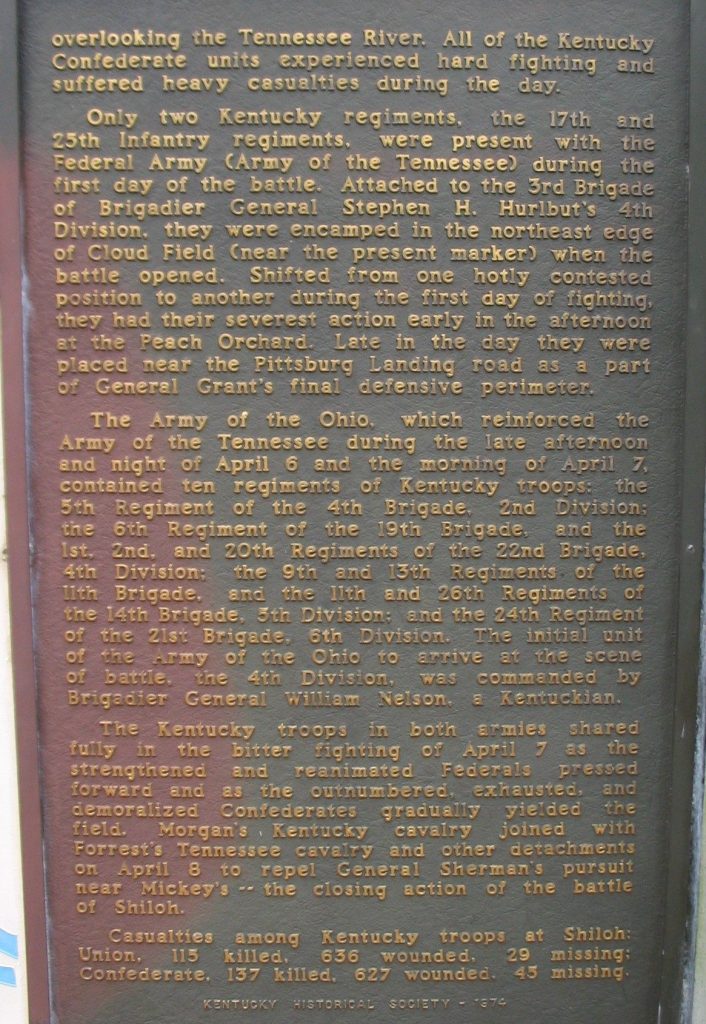 overlooking the Tennessee River. All of the Kentucky
Confederate units experienced hard fighting and
suffered heavy casualties during the day.
Only two Kentucky regiments, the 17th and
25th Infantry regiments, were present with the
Federal Army (Army of the Tennessee) during the
first day of the battle. Attached to the 3rd Brigade
of Brigadier General Stephen H. Hurlbut's 4th
Division, they were encamped in the northeast edge
of Cloud Field (near the present marker) when the
battle opened. Shifted from one hotly contested
position to another during the first day of fighting,
they had their severest action early in the afternoon
at the Peach Orchard. Late in the day they were
placed near the Pittsburg Landing road as a part
of General Grant's final defensive perimeter.
The Army of the Ohio, which reinforced the
Army of the Tennessee during the late afternoon
and night of April 6 and the morning of April 7,
contained ten regiments of Kentucky troops: the
5th Regiment of the 4th Brigade, 2nd Division;
the 6th Regiment of the 19th Brigade, and the
1st, 2nd, and 20th Regiments of the 22nd Brigade,
4th Division; the 9th and 13th Regiments of the
11th Brigade, and the 11th and 26th Regiments of
the 14th Brigade, 5th Division; and the 24th Regiment
of the 21st Brigade, 6th Division. The initial unit
of the Army of the Ohio to arrive at the scene
of battle, the 4th Division, was commanded by
Brigadier General William Nelson, a Kentuckian.
The Kentucky troops in both armies shared
fully in the bitter fighting of April 7 as the
strengthened and reanimated Federals pressed
forward and as the outnumbered, exhausted, and
demoralized Confederates gradually yielded the
field. Morgan's Kentucky cavalry joined with
Forrest's Tennessee cavalry and other detachments
on April 8 to repel General Sherman's pursuit
near Mickey's -- the closing action of the battle
of Shiloh.
Casualties among Kentucky troops at Shiloh:
Union, 115 killed, 636 wounded, 29 missing;
Confederate, 137 killed, 627 wounded, 45 missing.
KENTUCKY HISTORICAL SOCIETY - 1974